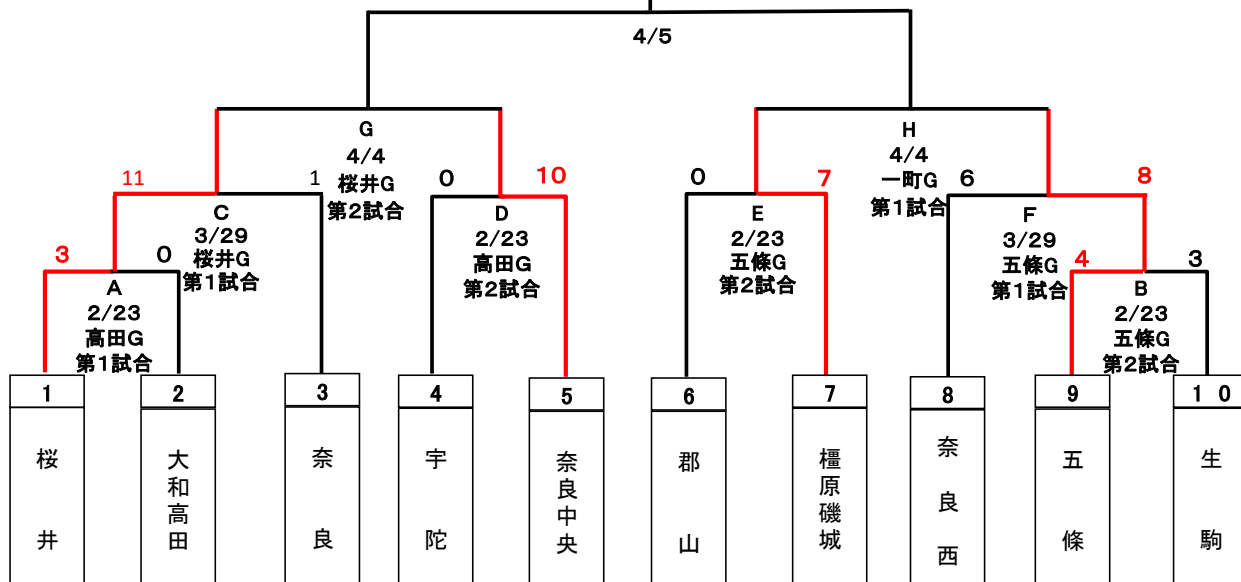 4/5
G
4/4
桜井G
第2試合
H
4/4
一町G
第1試合
11
1
C
3/29
桜井G
第1試合
0
10
D
2/23
高田G
第2試合
0
7
E
2/23
五條G
第2試合
6
8
F
3/29
五條G
第1試合
3
0
A
2/23
高田G
第1試合
4
3
B
2/23
五條G
第2試合
1 2 3 4 5 6 7 8 9 1 0
桜井
大和高田
奈良
宇陀
奈良中央
郡山
橿原磯城
奈良西
五條
生駒